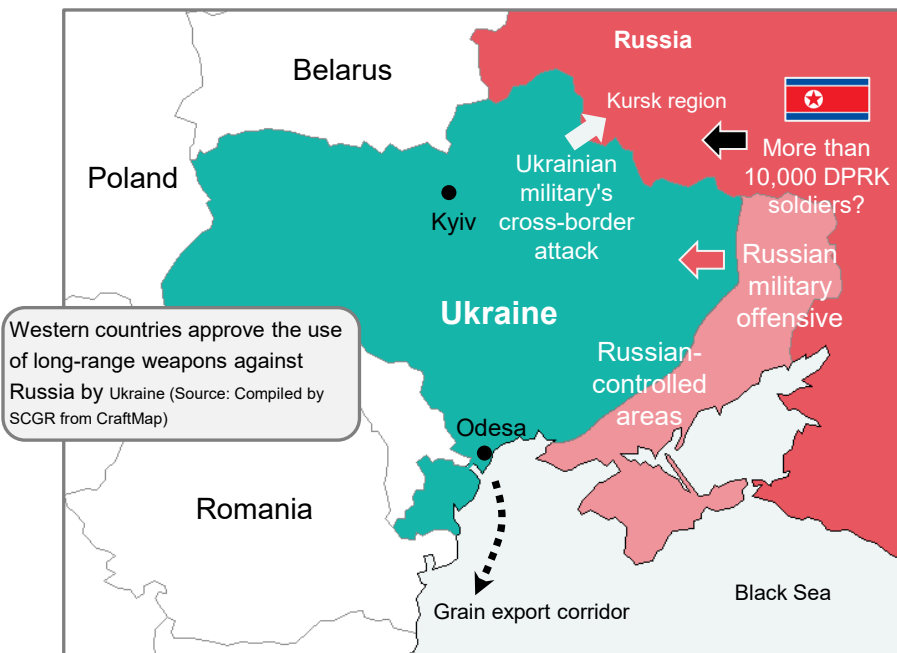 Russia
Belarus
Kursk region
More than
10,000 DPRK
soldiers?
Poland
Ukrainian
military's
cross-border
attack
Kyiv
Russian
military
offensive
Ukraine
Western countries approve the use
of long-range weapons against
Russia by Ukraine (Source: Compiled by
SCGR from CraftMap)
Russian-
controlled
areas
Odesa
Romania
Black Sea
Grain export corridor